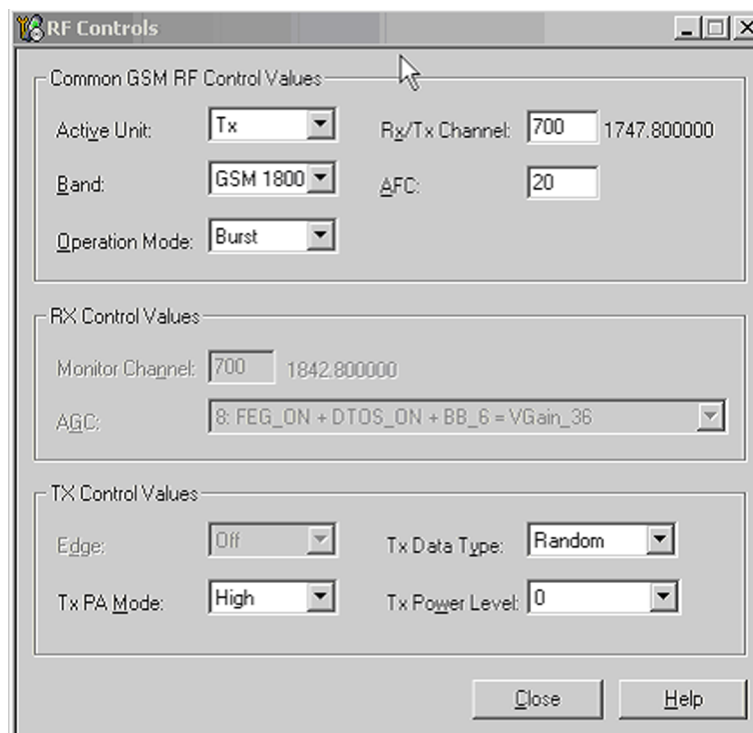 RF Controls
Common GSM RF Control Values
Active Unit: Tx Rx/Tx Channel: 700 1747.800000
Band: GSM 1800 AFC: 20
Operation Mode: Burst
RX Control Values
Monitor Channel: 700 1842.800000
AGC: 8: FEG_ON + DTOS_ON + BB_6 = VGain_36
TX Control Values
Edge: Off Tx Data Type: Random
Tx PA Mode: High Tx Power Level: 0
Close Help